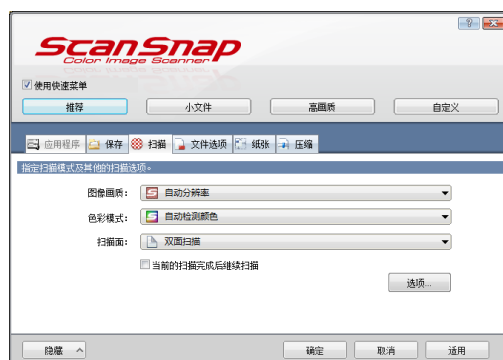 ScanSnap
Color Image Scanner
使用快速菜单
推荐 小文件 高画质 自定义
应用程序 保存 扫描 文件选项 纸张 压缩
指定扫描模式及其他的扫描选项。
图像画质: 自动分辨率
色彩模式: 自动检测颜色
扫描面: 双面扫描
当前的扫描完成后继续扫描
选项...
隐藏 确定 取消 适用